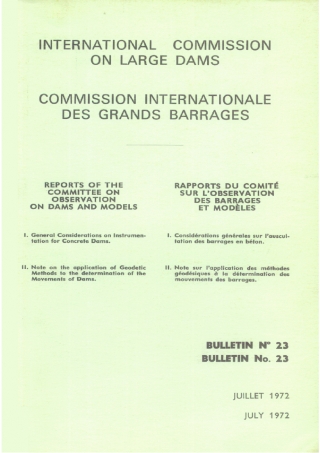 INTERNATIONAL COMMISSION
ON LARGE DAMS
COMMISSION INTERNATIONALE
DES GRANDS BARRAGES
REPORTS OF THE
COMMITTEE ON
OBSERVATION
ON DAMS AND MODELS
I. General Considerations on Instrumen-
tation for Concrete Dams.
II. Note on the application of Geodetic
Methods to the determination of the
Movements of Dams.
RAPPORTS DU COMITÉ
SUR L'OBSERVATION
DES BARRAGES
ET MODÈLES
I. Considérations générales sur l'auscul-
tation des barrages en béton.
II. Note sur l'application des méthodes
géodésiques à la détermination des
mouvements des barrages.
BULLETIN N° 23
BULLETIN No. 23
JUILLET 1972
JULY 1972